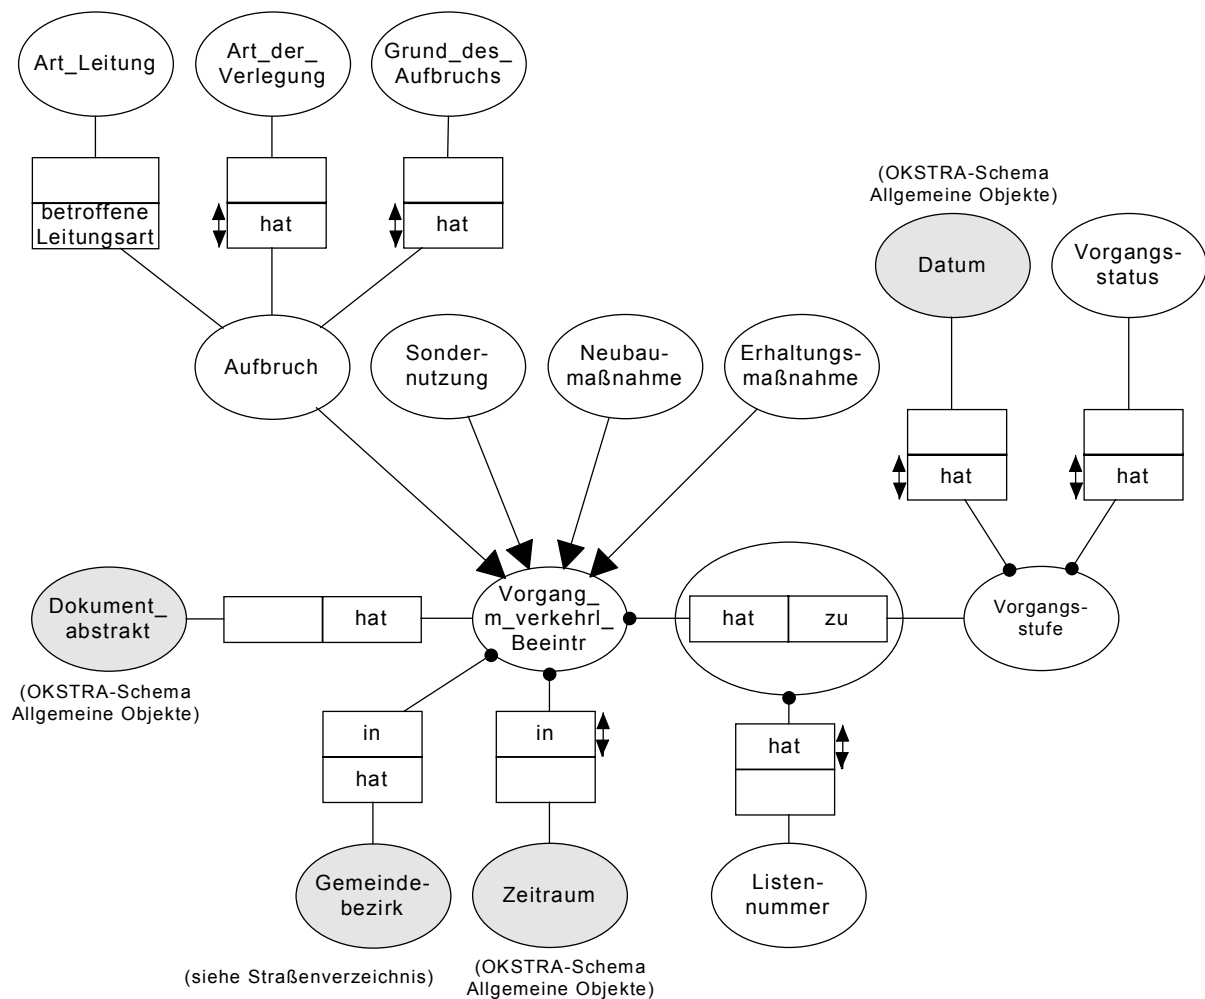 Art_Leitung
Art_der_
Verlegung
Grund_des_
Aufbruchs
betroffene
Leitungsart
hat
hat
(OKSTRA-Schema
Allgemeine Objekte)
Datum
Vorgangs-
status
Aufbruch
Sonder-
nutzung
Neubau-
maßnahme
Erhaltungs-
maßnahme
hat
hat
Dokument_
abstrakt
hat
Vorgang_
m_verkehrl_
Beeintr
hat
zu
Vorgangs-
stufe
(OKSTRA-Schema
Allgemeine Objekte)
in
hat
in
hat
Gemeinde-
bezirk
Zeitraum
Listen-
nummer
(siehe Straßenverzeichnis)
(OKSTRA-Schema
Allgemeine Objekte)